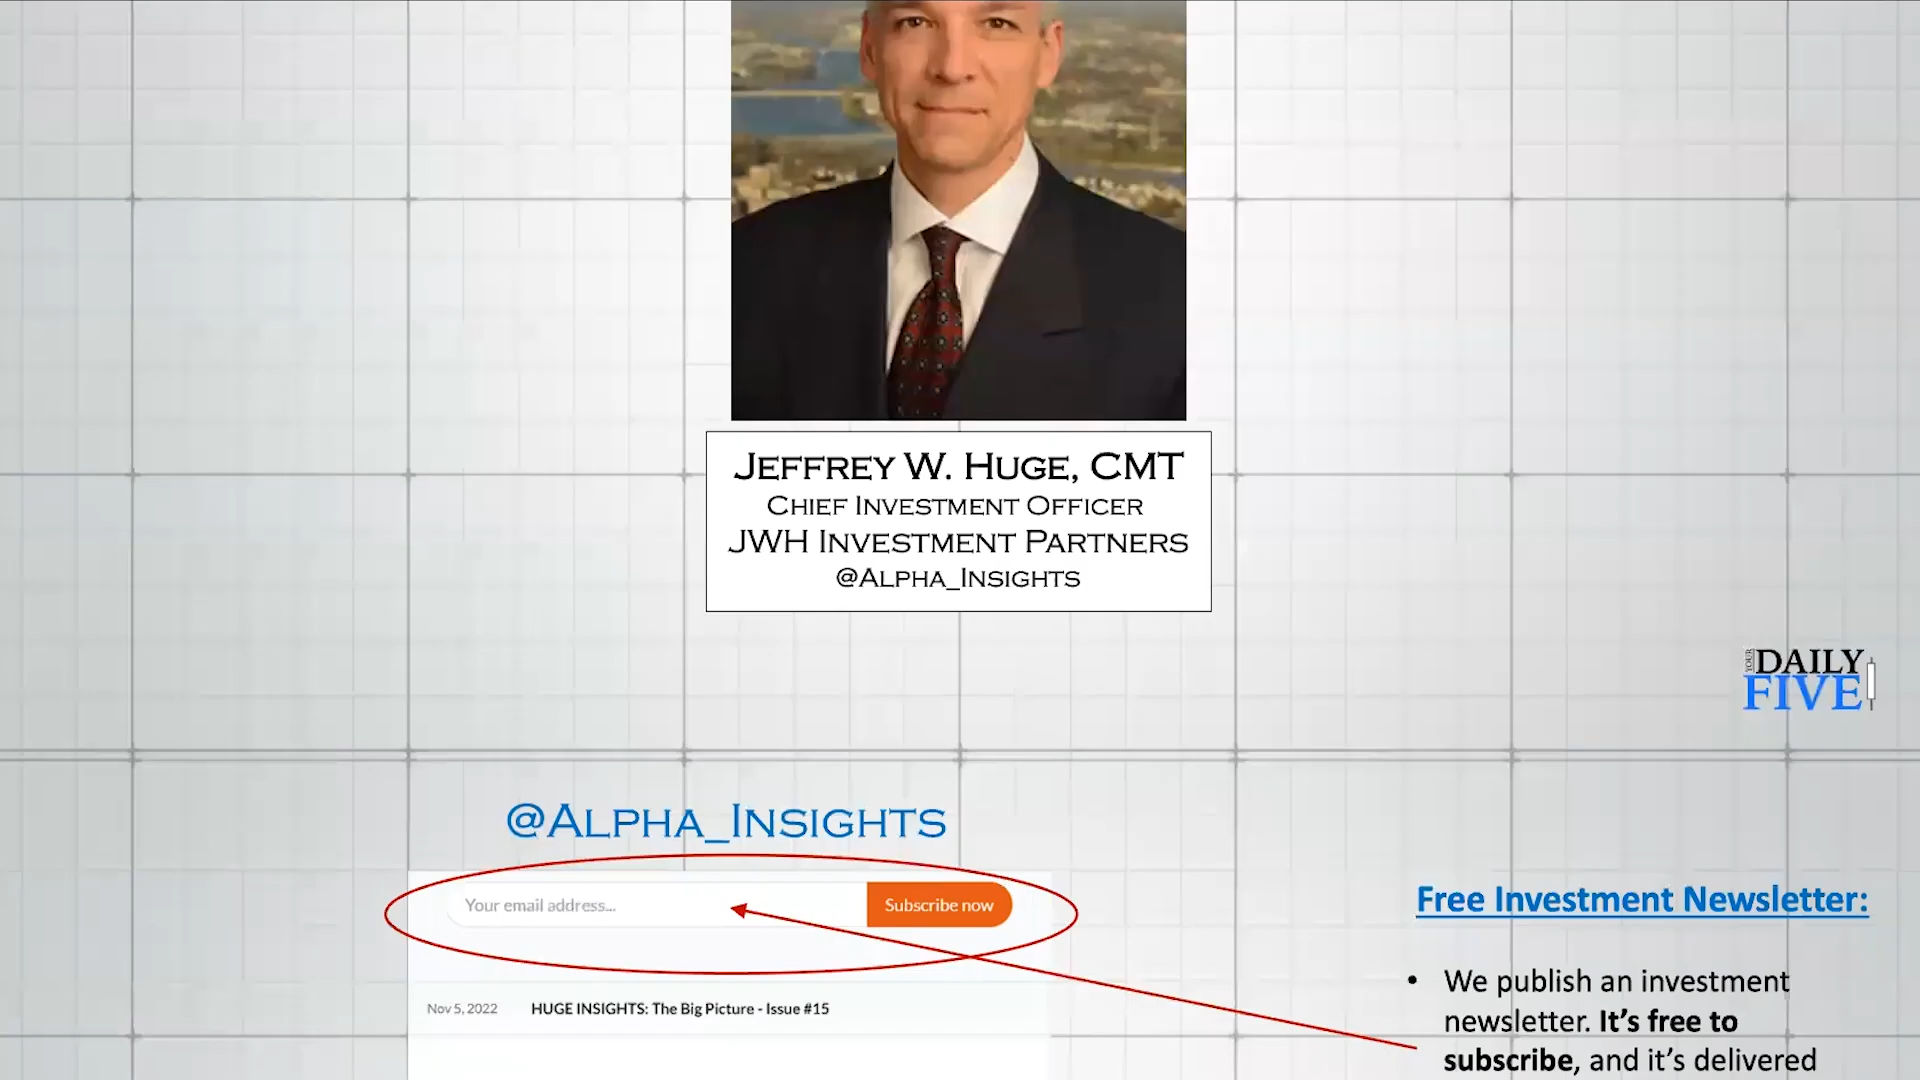 JEFFREY W. HUGE, CMT
CHIEF INVESTMENT OFFICER
JWH INVESTMENT PARTNERS
@ALPHA_INSIGHTS
YOUR
DAILY
FIVE
@ALPHA_INSIGHTS
Your email address...
Subscribe now
Nov 5, 2022 HUGE INSIGHTS: The Big Picture - Issue #15
Free Investment Newsletter:
• We publish an investment
newsletter. It's free to
subscribe, and it's delivered